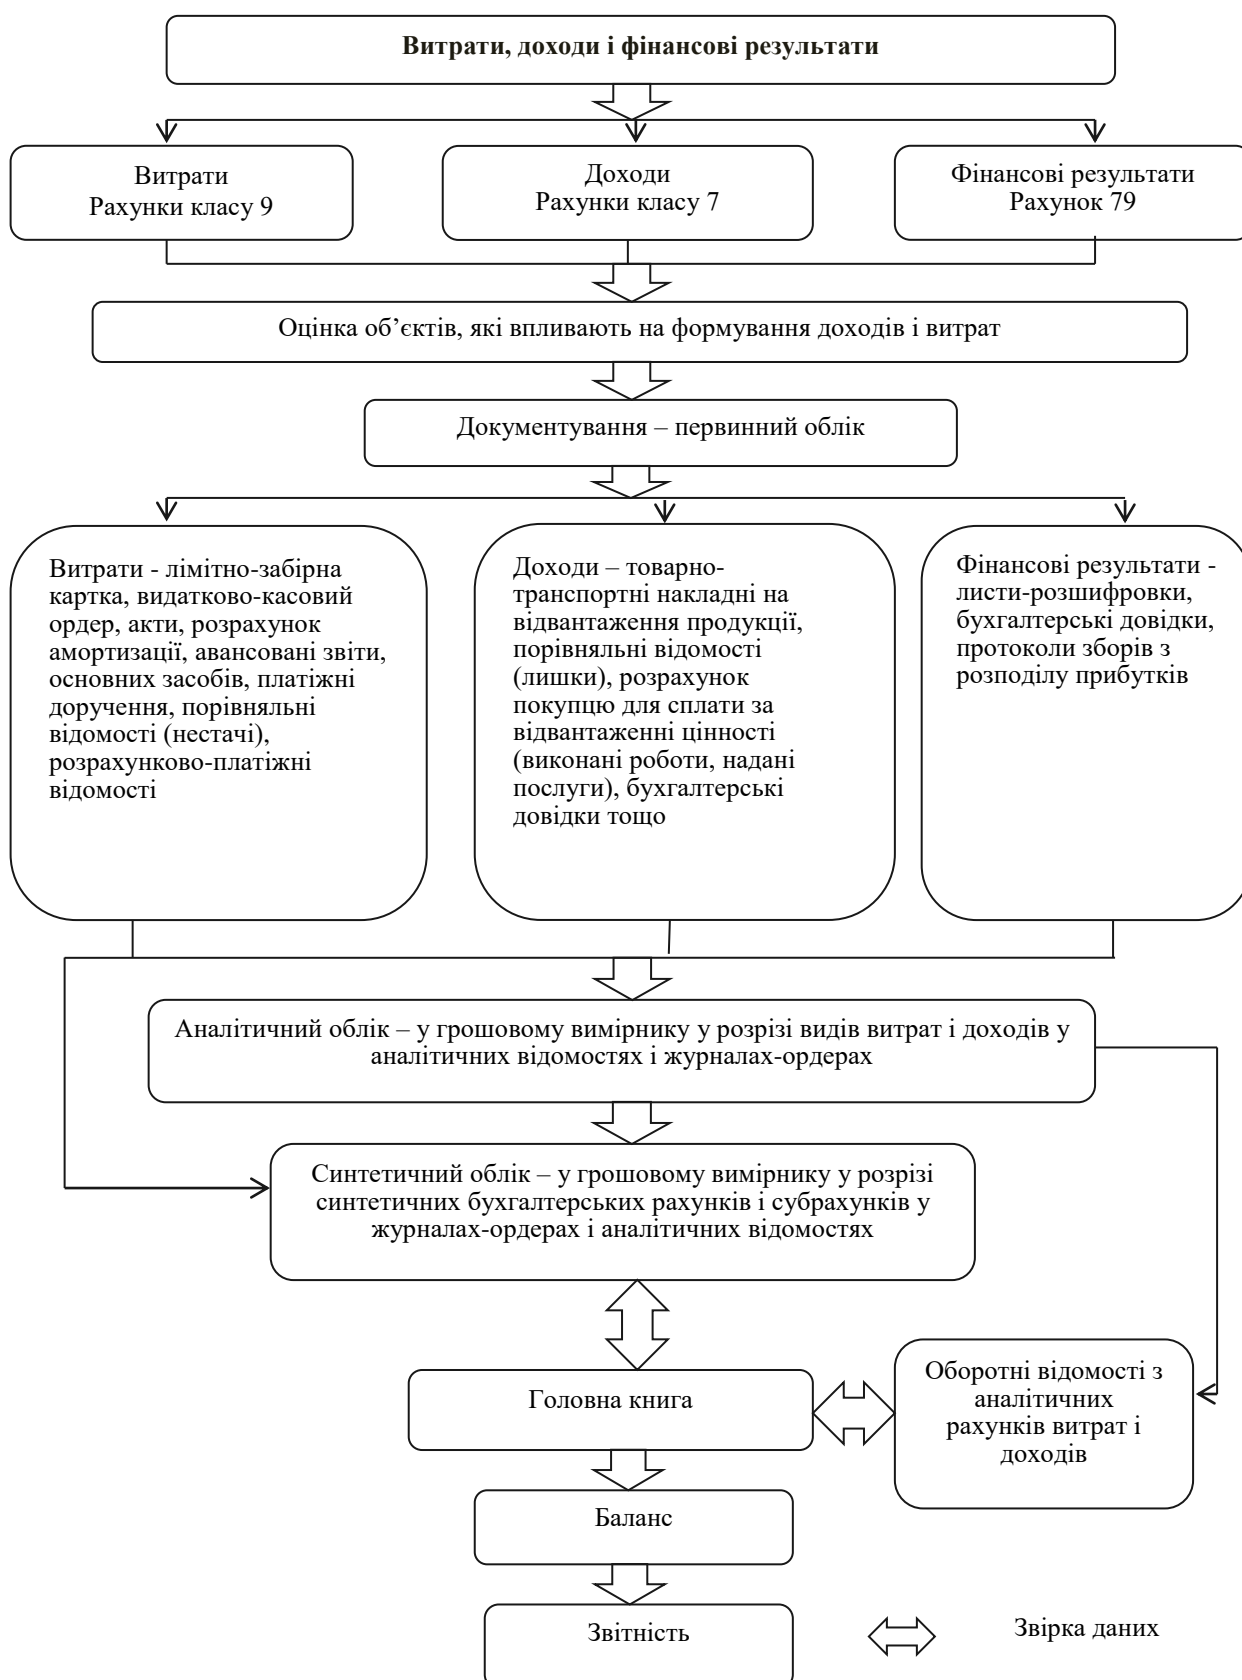 Витрати, доходи і фінансові результати
Витрати
Рахунки класу 9
Доходи
Рахунки класу 7
Фінансові результати
Рахунок 79
Оцінка об’єктів, які впливають на формування доходів і витрат
Документування – первинний облік
Витрати - лімітно-забірна
картка, видатково-касовий
ордер, акти, розрахунок
амортизації, авансовані звіти,
основних засобів, платіжні
доручення, порівняльні
відомості (нестачі),
розрахунково-платіжні
відомості
Доходи – товарно-
транспортні накладні на
відвантаження продукції,
порівняльні відомості
(лишки), розрахунок
покупцю для сплати за
відвантаженні цінності
(виконані роботи, надані
послуги), бухгалтерські
довідки тощо
Фінансові результати -
листи-розшифровки,
бухгалтерські довідки,
протоколи зборів з
розподілу прибутків
Аналітичний облік – у грошовому вимірнику у розрізі видів витрат і доходів у
аналітичних відомостях і журналах-ордерах
Синтетичний облік – у грошовому вимірнику у розрізі
синтетичних бухгалтерських рахунків і субрахунків у
журналах-ордерах і аналітичних відомостях
Головна книга
Оборотні відомості з
аналітичних
рахунків витрат і
доходів
Баланс
Звітність
Звірка даних